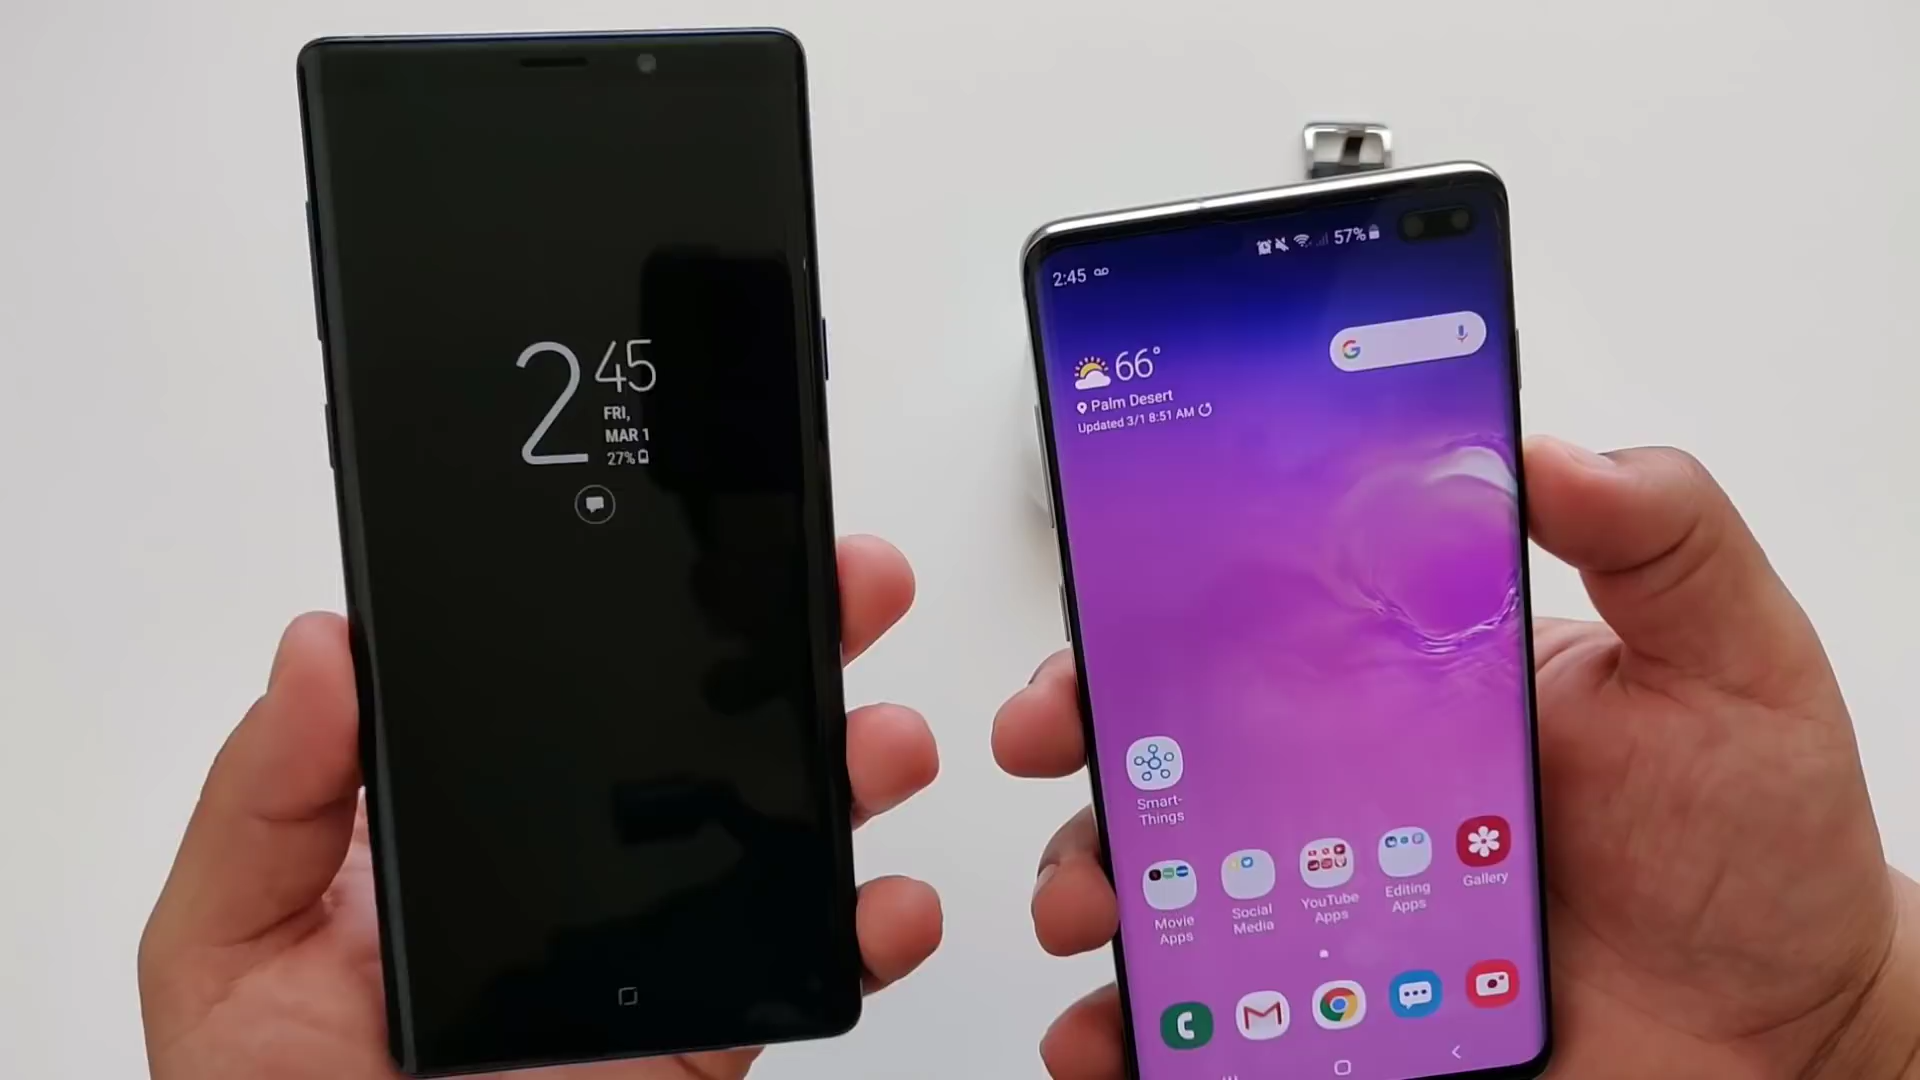 2
45
FRI,
MAR 1
27%
57%
2:45
66°
Palm Desert
Updated 3/1 8:51 AM
Smart-
Things
Movie
Apps
Social
Media
YouTube
Apps
Editing
Apps
Gallery